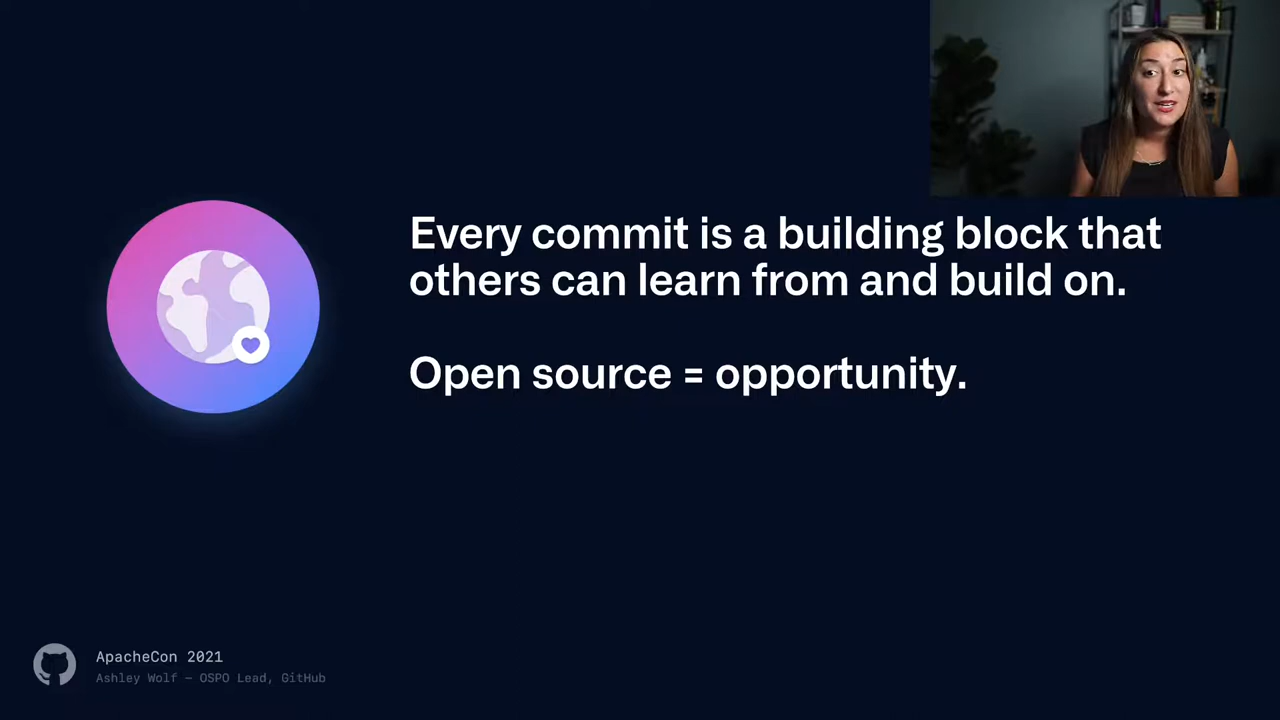 Every commit is a building block that
others can learn from and build on.
Open source = opportunity.
ApacheCon 2021
Ashley Wolf — OSPO Lead, GitHub